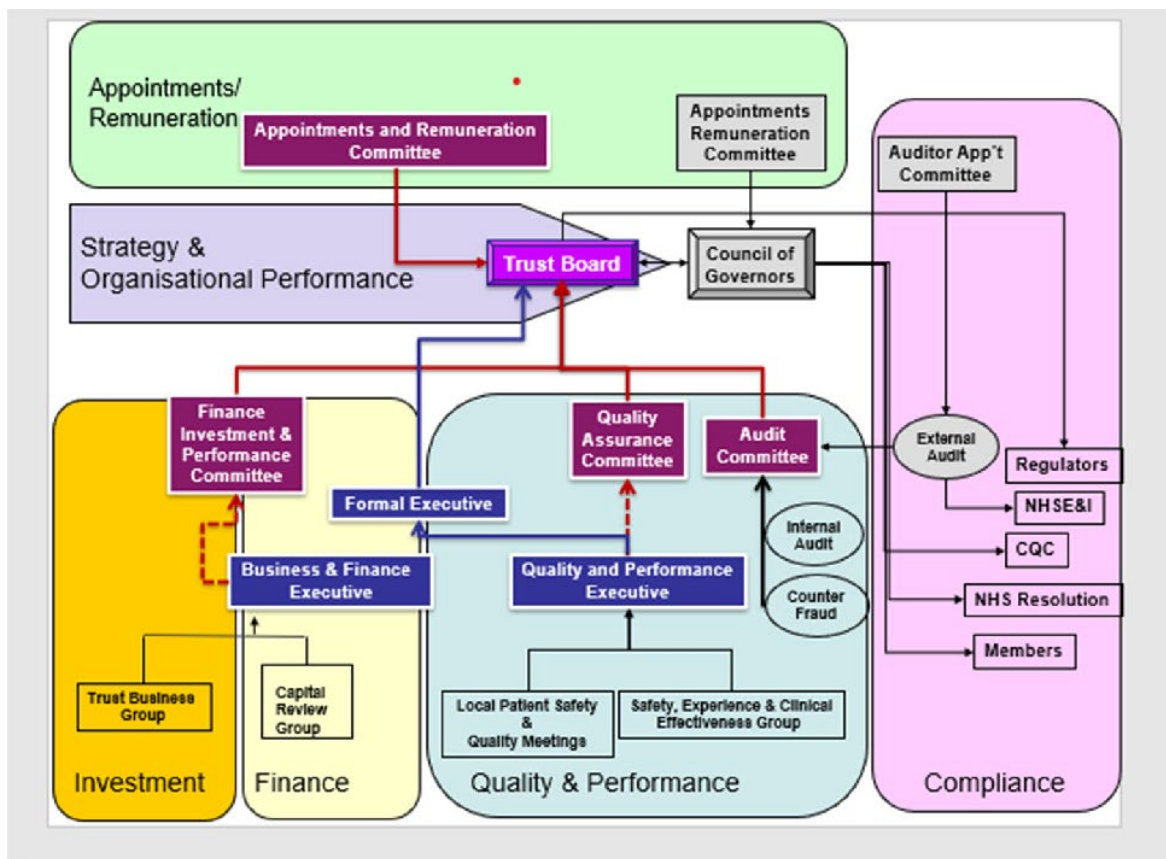 Appointments/
Remuneration
Appointments and Remuneration
Committee
Appointments
Remuneration
Committee
Auditor App't
Committee
Strategy &
Organisational Performance
Trust Board
Council of
Governors
Finance
Investment &
Performance
Committee
Quality
Assurance
Committee
Audit
Committee
External
Audit
Regulators
Formal Executive
NHSE&I
Internal
Audit
CQC
Business & Finance
Executive
Quality and Performance
Executive
Counter
Fraud
NHS Resolution
Members
Trust Business
Group
Capital
Review
Group
Local Patient Safety
&
Quality Meetings
Safety, Experience & Clinical
Effectiveness Group
Investment
Finance
Quality & Performance
Compliance